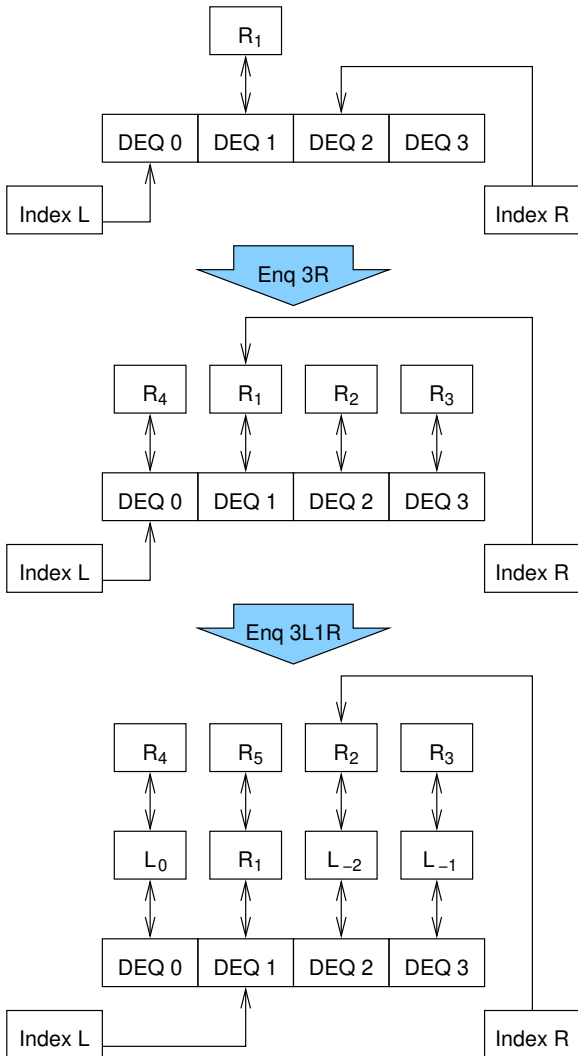 R₁
DEQ 0 DEQ 1 DEQ 2 DEQ 3
Index L Index R
Enq 3R
R₄ R₁ R₂ R₃
DEQ 0 DEQ 1 DEQ 2 DEQ 3
Index L Index R
Enq 3L1R
R₄ R₅ R₂ R₃
L₀ R₁ L₋₂ L₋₁
DEQ 0 DEQ 1 DEQ 2 DEQ 3
Index L Index R